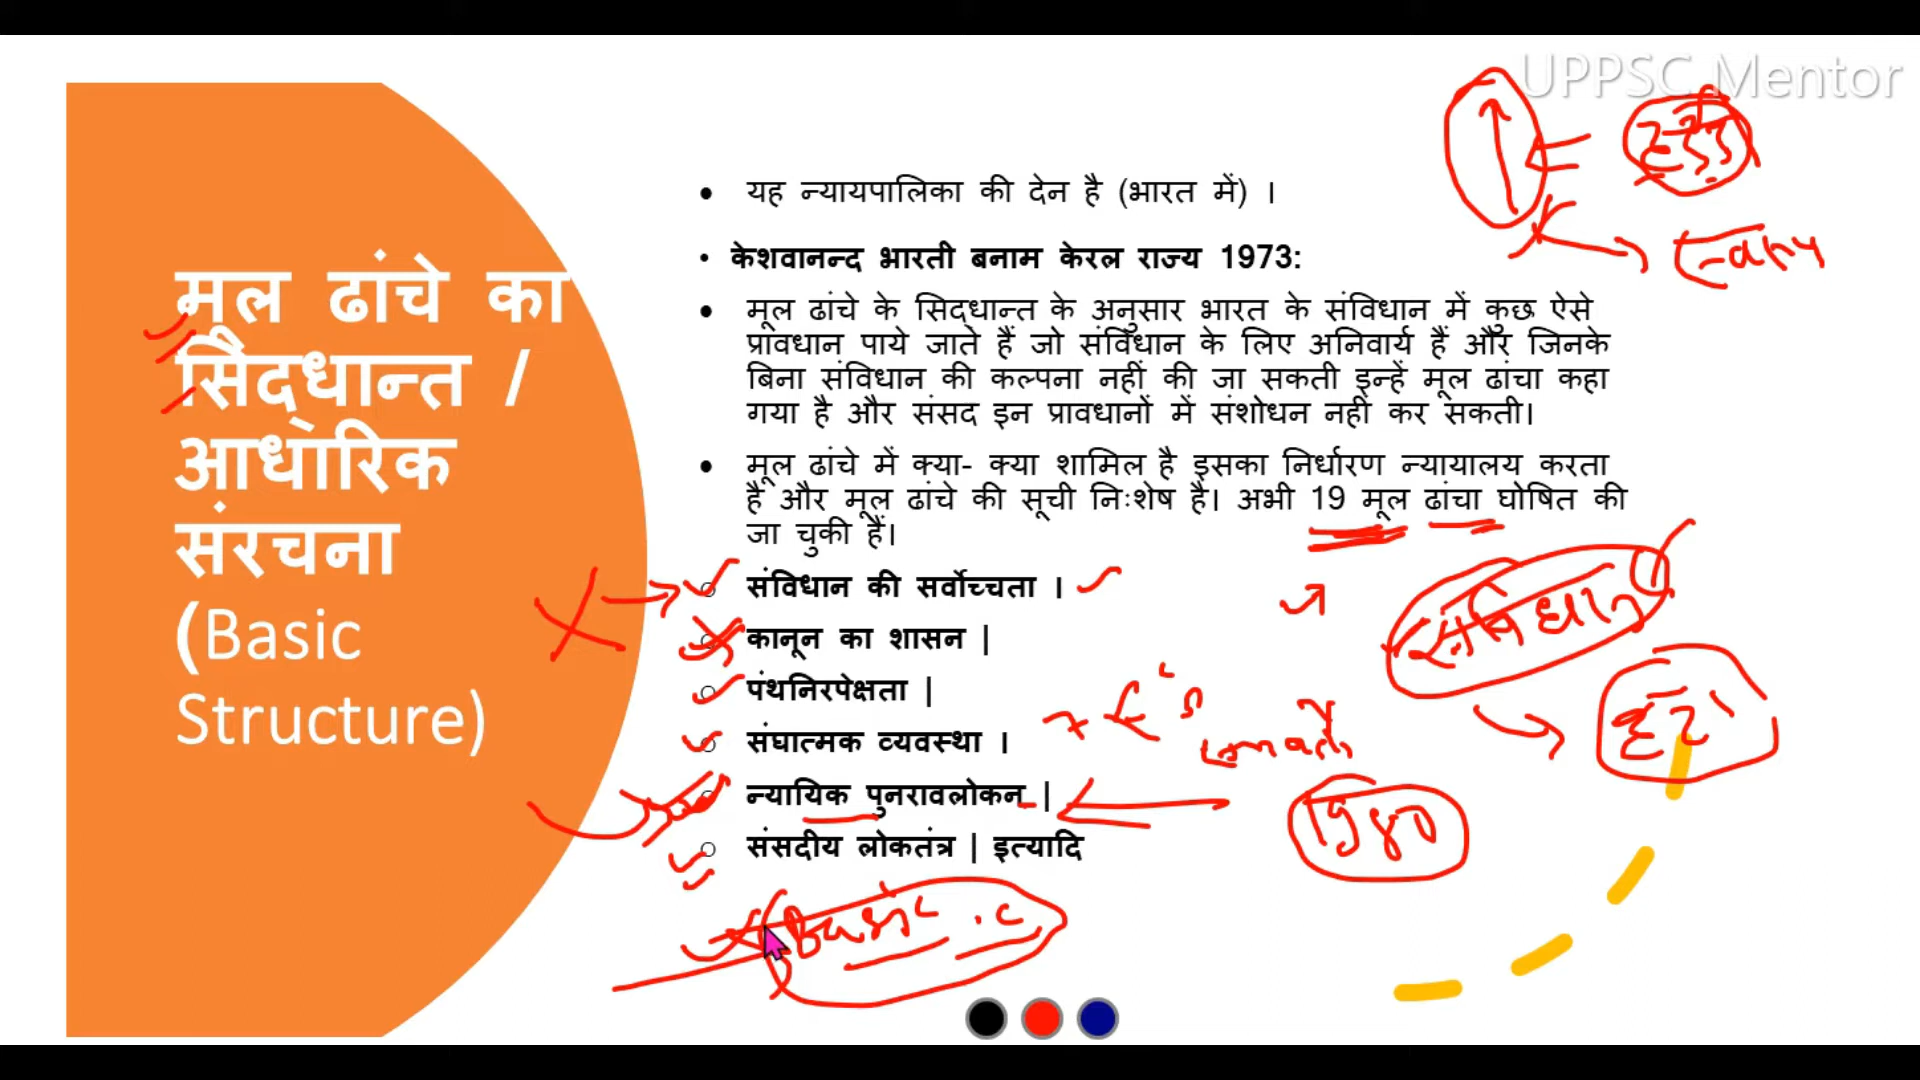 UPPSC Mentor
मूल ढांचे का
सिद्धान्त /
आधारिक
संरचना
(Basic
Structure)
• यह न्यायपालिका की देन है (भारत में) ।
• केशवानन्द भारती बनाम केरल राज्य 1973:
• मूल ढांचे के सिद्धान्त के अनुसार भारत के संविधान में कुछ ऐसे
प्रावधान पाये जाते हैं जो संविधान के लिए अनिवार्य हैं और जिनके
बिना संविधान की कल्पना नहीं की जा सकती इन्हें मूल ढांचा कहा
गया है और संसद इन प्रावधानों में संशोधन नहीं कर सकती।
• मूल ढांचे में क्या- क्या शामिल है इसका निर्धारण न्यायालय करता
है और मूल ढांचे की सूची निःशेष है। अभी 19 मूल ढांचा घोषित की
जा चुकी हैं।
○ संविधान की सर्वोच्चता ।
○ कानून का शासन |
○ पंथनिरपेक्षता |
○ संघात्मक व्यवस्था ।
○ न्यायिक पुनरावलोकन |
○ संसदीय लोकतंत्र | इत्यादि
संविधान
1980
Basic